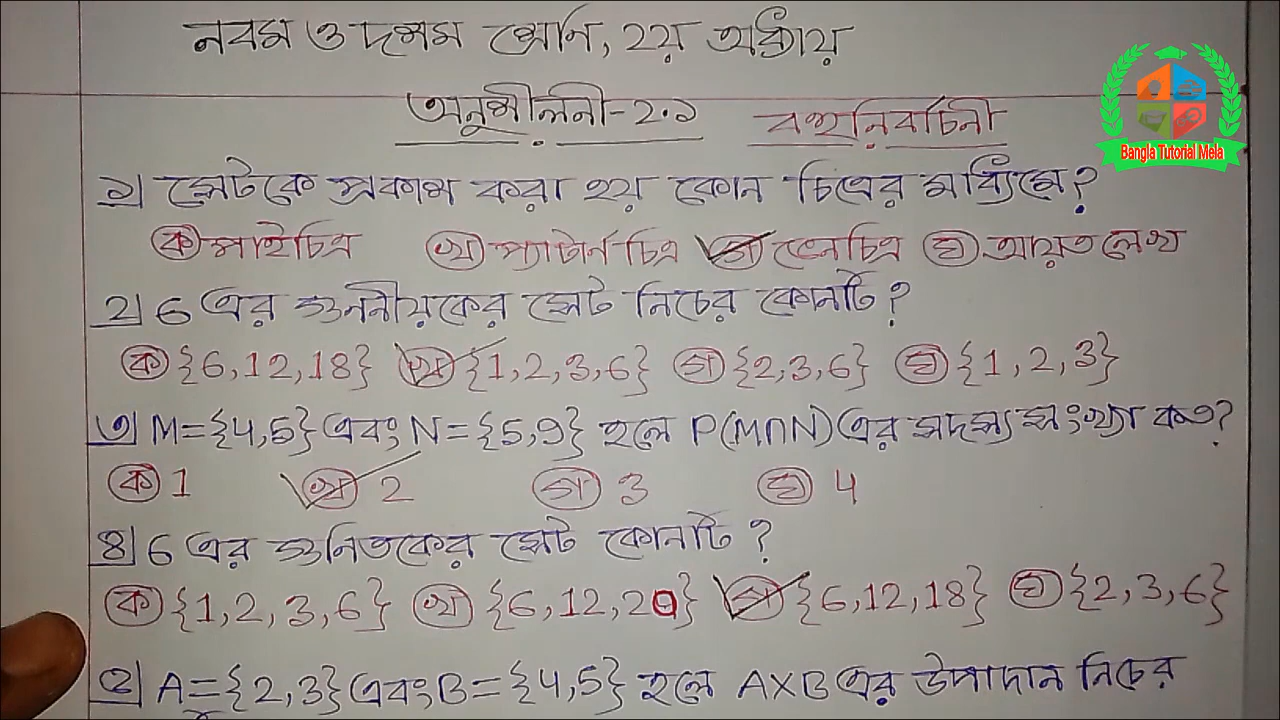 নবম ও দশম শ্রেণি, ২য় অধ্যায়
অনুশীলনী-২.১ বহুনির্বাচনী
Bangla Tutorial Mela
১) সেটকে প্রকাশ করা হয় কোন চিত্রের মাধ্যমে?
ক পাইচিত্র খ প্যাটার্ন চিত্র গ ভেনচিত্র ঘ আয়ত লেখ
২) 6 এর গুননীয়কের সেট নিচের কোনটি?
ক {6,12,18} খ {1,2,3,6} গ {2,3,6} ঘ {1,2,3}
৩) M={4,5} এবং N={5,9} হলে P(M∩N) এর সদস্য সংখ্যা কত?
ক 1 খ 2 গ 3 ঘ 4
৪) 6 এর গুনিতকের সেট কোনটি?
ক {1,2,3,6} খ {6,12,20} গ {6,12,18} ঘ {2,3,6}
৫) A={2,3} এবং B={4,5} হলে A×B এর উপাদান নিচের